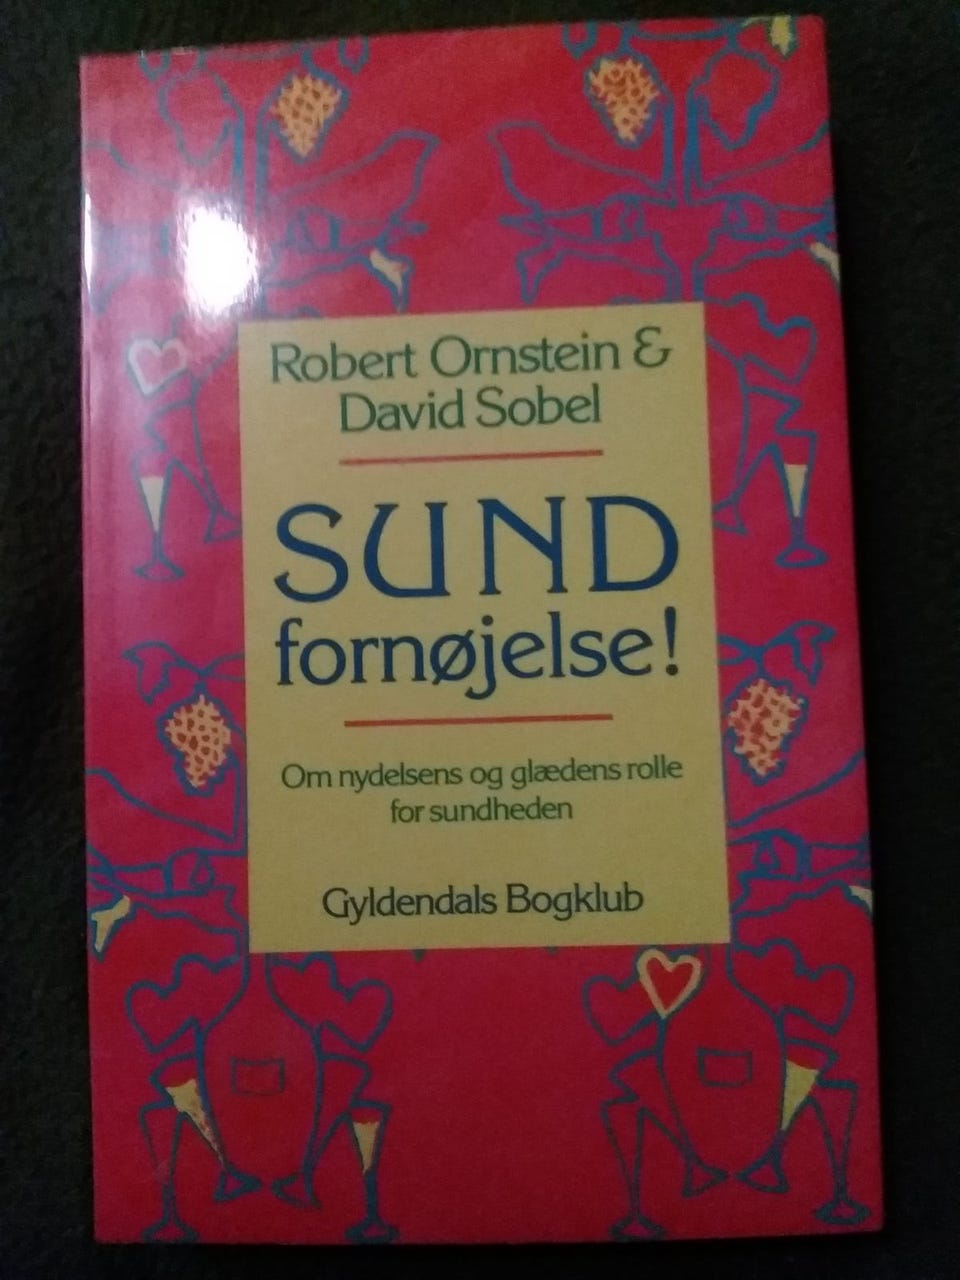 Robert Ornstein &
David Sobel
SUND
fornøjelse!
Om nydelsens og glædens rolle
for sundheden
Gyldendals Bogklub